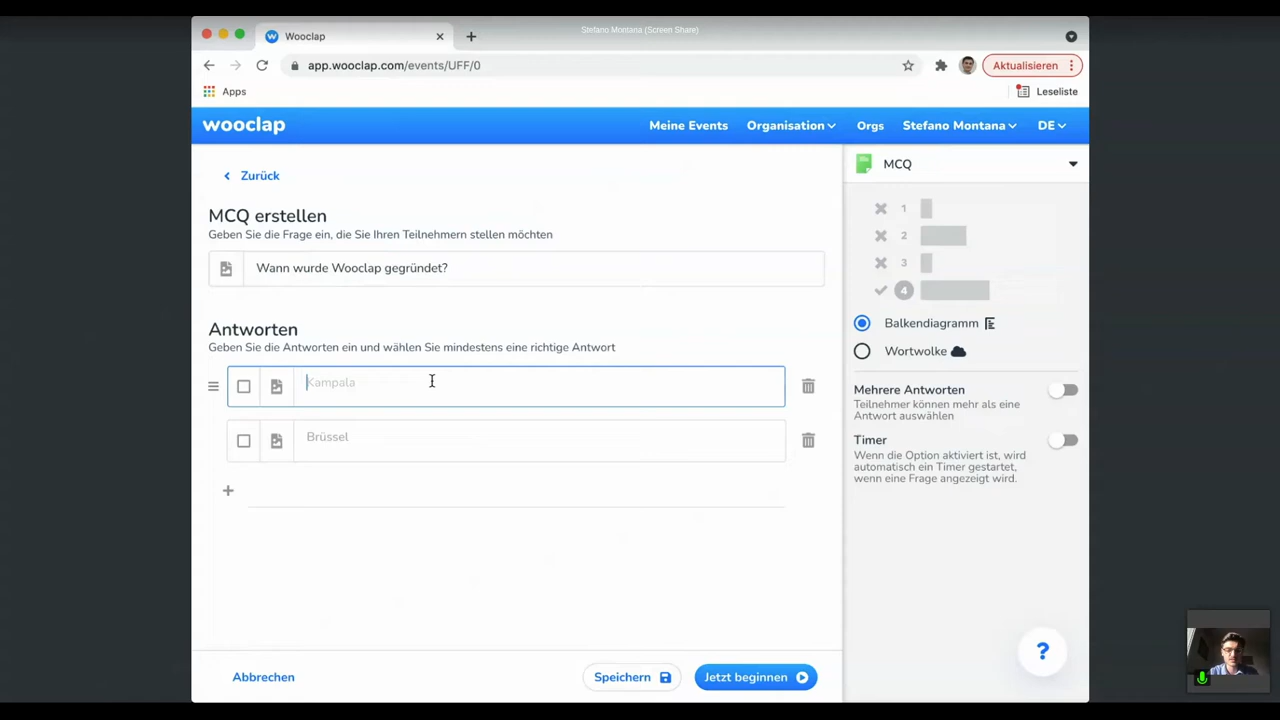 Stefano Montana (Screen Share)
Wooclap
app.wooclap.com/events/UFF/0
Aktualisieren
Apps
Leseliste
wooclap
Meine Events
Organisation
Orgs
Stefano Montana
DE
Zurück
MCQ erstellen
Geben Sie die Frage ein, die Sie Ihren Teilnehmern stellen möchten
Wann wurde Wooclap gegründet?
Antworten
Geben Sie die Antworten ein und wählen Sie mindestens eine richtige Antwort
Kampala
Brüssel
+
Abbrechen
Speichern
Jetzt beginnen
MCQ
1
2
3
4
Balkendiagramm
Wortwolke
Mehrere Antworten
Teilnehmer können mehr als eine
Antwort auswählen
Timer
Wenn die Option aktiviert ist, wird
automatisch ein Timer gestartet,
wenn eine Frage angezeigt wird.
?